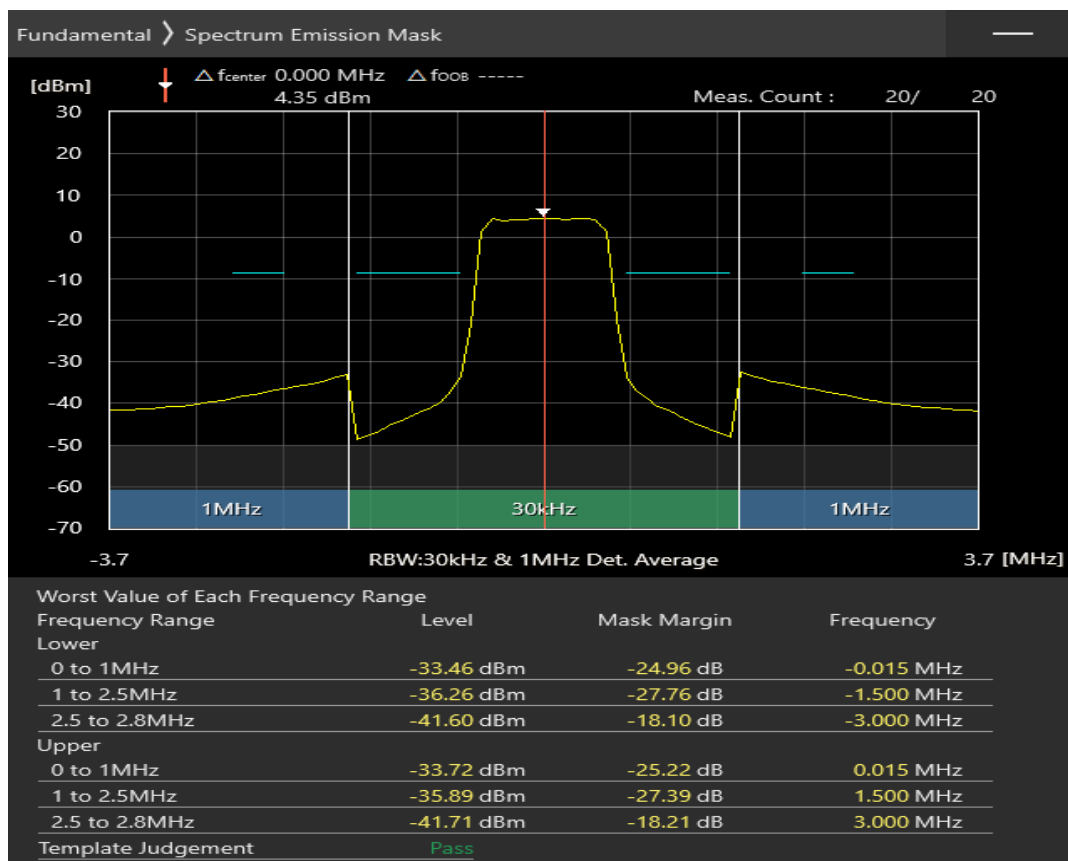 Fundamental 〉 Spectrum Emission Mask
[dBm]
△ fcenter 0.000 MHz △ fOOB -----
4.35 dBm
Meas. Count : 20/ 20
30
20
10
0
-10
-20
-30
-40
-50
-60
-70
1MHz 30kHz 1MHz
-3.7 RBW:30kHz & 1MHz Det. Average 3.7 [MHz]
Worst Value of Each Frequency Range
Frequency Range Level Mask Margin Frequency
Lower
0 to 1MHz -33.46 dBm -24.96 dB -0.015 MHz
1 to 2.5MHz -36.26 dBm -27.76 dB -1.500 MHz
2.5 to 2.8MHz -41.60 dBm -18.10 dB -3.000 MHz
Upper
0 to 1MHz -33.72 dBm -25.22 dB 0.015 MHz
1 to 2.5MHz -35.89 dBm -27.39 dB 1.500 MHz
2.5 to 2.8MHz -41.71 dBm -18.21 dB 3.000 MHz
Template Judgement Pass